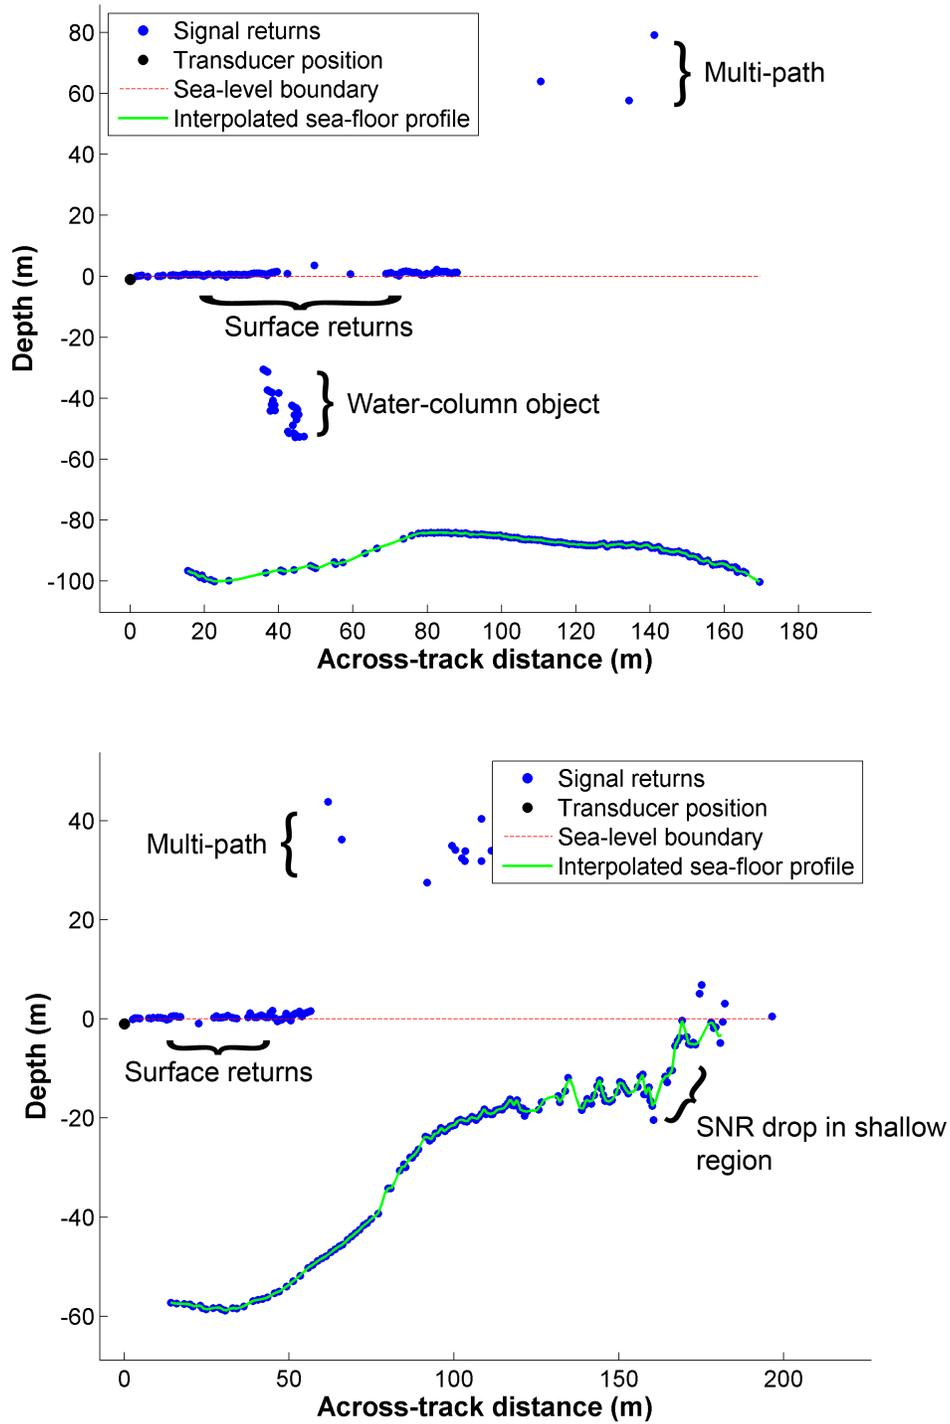 Signal returns
Transducer position
Sea-level boundary
Interpolated sea-floor profile
Multi-path
Surface returns
Water-column object
80
60
40
20
0
-20
-40
-60
-80
-100
Depth (m)
0 20 40 60 80 100 120 140 160 180
Across-track distance (m)
Signal returns
Transducer position
Sea-level boundary
Interpolated sea-floor profile
Multi-path
Surface returns
SNR drop in shallow
region
40
20
0
-20
-40
-60
Depth (m)
0 50 100 150 200
Across-track distance (m)